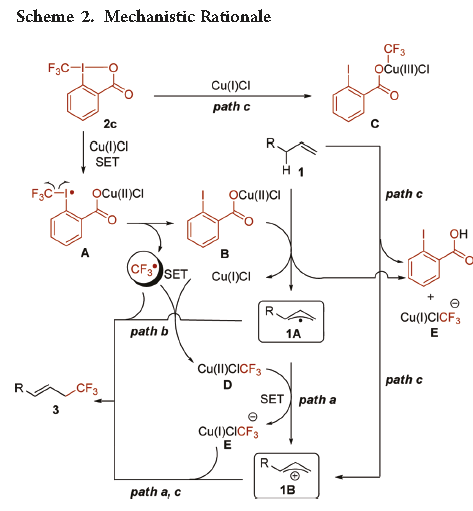 Scheme 2. Mechanistic Rationale
F3C I O
O
2c
Cu(I)Cl
path c
CF3
I OCu(III)Cl
O
C
Cu(I)Cl
SET
R
H 1
path c
F3C I• OCu(II)Cl
O
A
I OCu(II)Cl
O
B
I OH
O
CF3• SET
Cu(I)Cl
+
⊖
Cu(I)ClCF3
E
path b
R
•
1A
Cu(II)ClCF3
D
path c
R CF3
3
SET path a
⊖
Cu(I)ClCF3
E
R
⊕
1B
path a, c